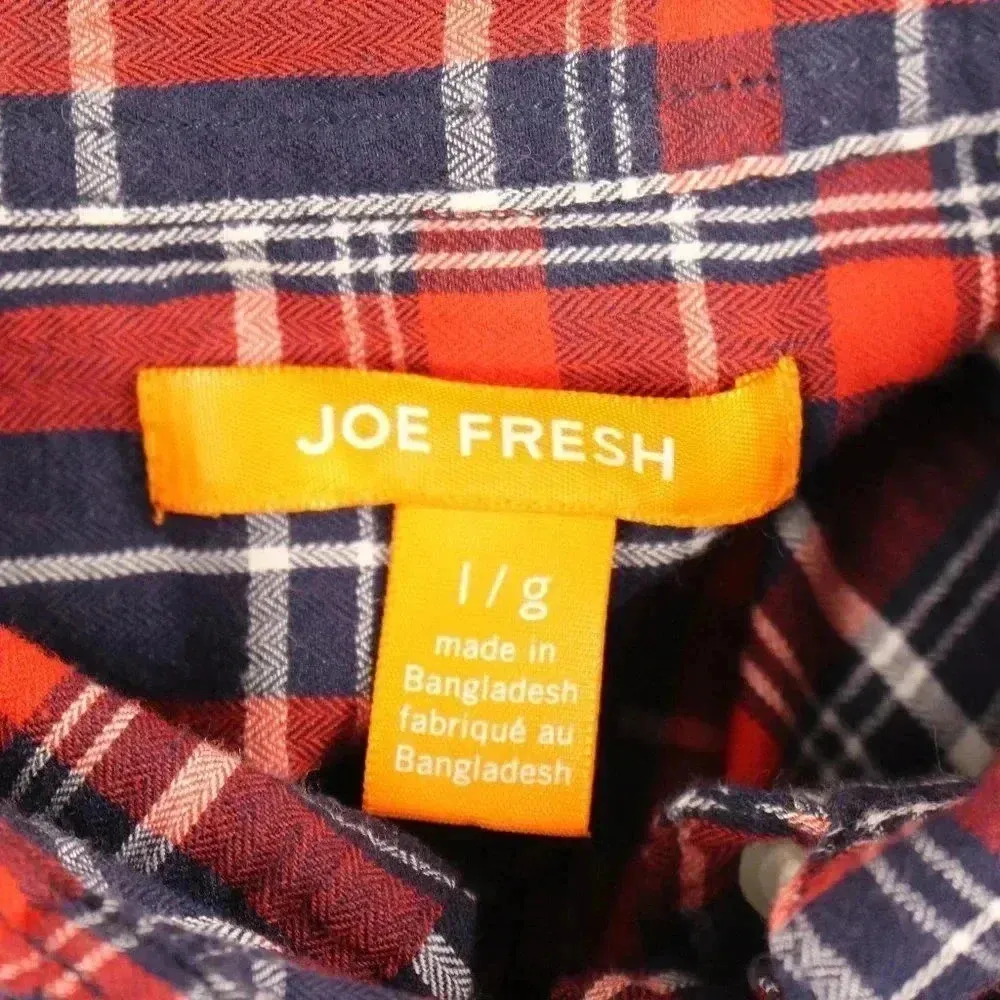 JOE FRESH
l/g
made in
Bangladesh
fabriqué au
Bangladesh